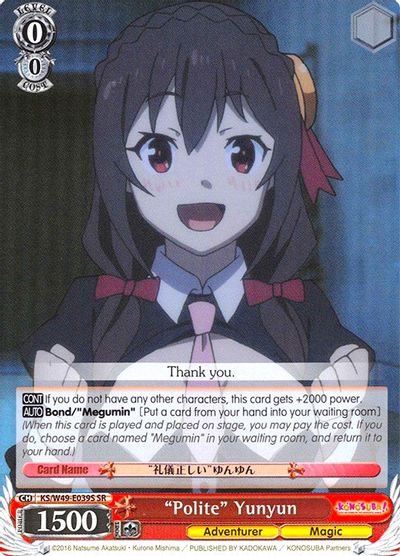 LEVEL
0
0
COST
Thank you.
CONT If you do not have any other characters, this card gets +2000 power.
AUTO Bond/"Megumin" [Put a card from your hand into your waiting room]
(When this card is played and placed on stage, you may pay the cost. If you
do, choose a card named "Megumin" in your waiting room, and return it
to your hand.)
Card Name
“礼儀正しい”ゆんゆん
CH KS/W49-E039S SR
POWER
1500
SOUL
“Polite” Yunyun
KONOSUBA!
Adventurer
Magic
©2016 Natsume Akatsuki・Kurone Mishima / PUBLISHED BY KADOKAWA / KONOSUBA Partners